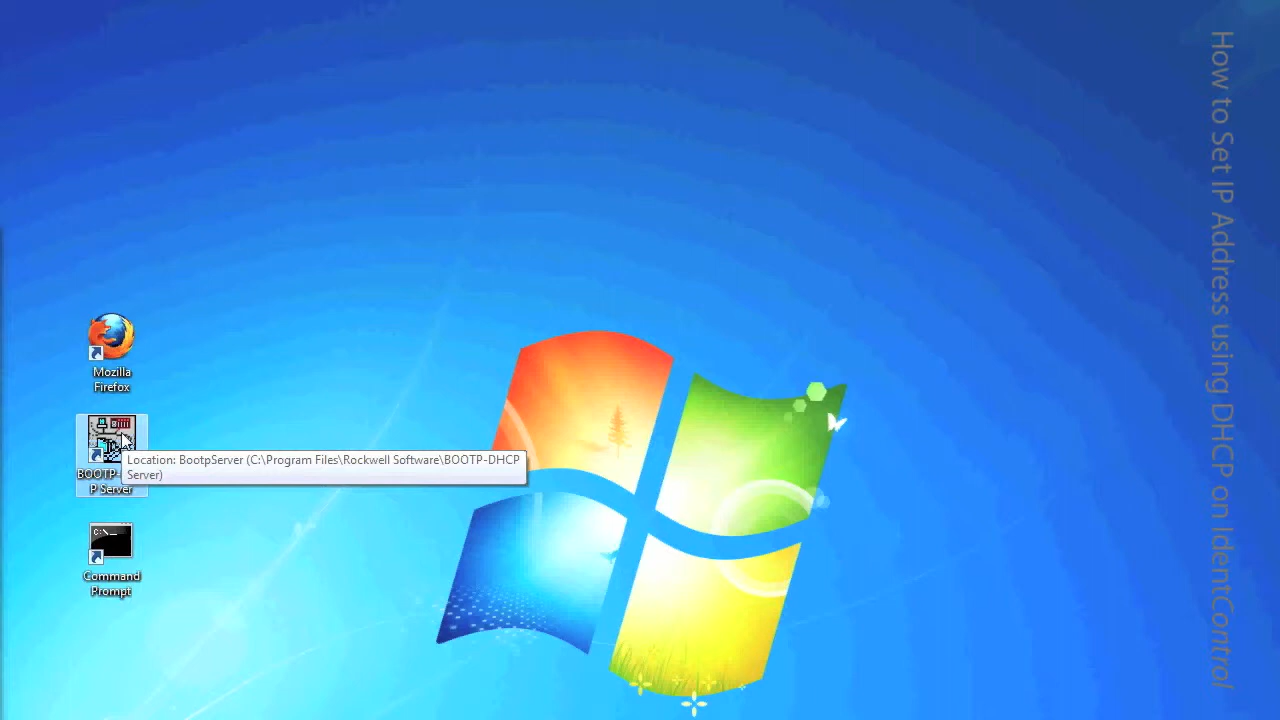 Mozilla
Firefox
BOOTP-
P Server
Location: BootpServer (C:\Program Files\Rockwell Software\BOOTP-DHCP
Server)
C:\_
Command
Prompt
How to Set IP Address using DHCP on IdentControl